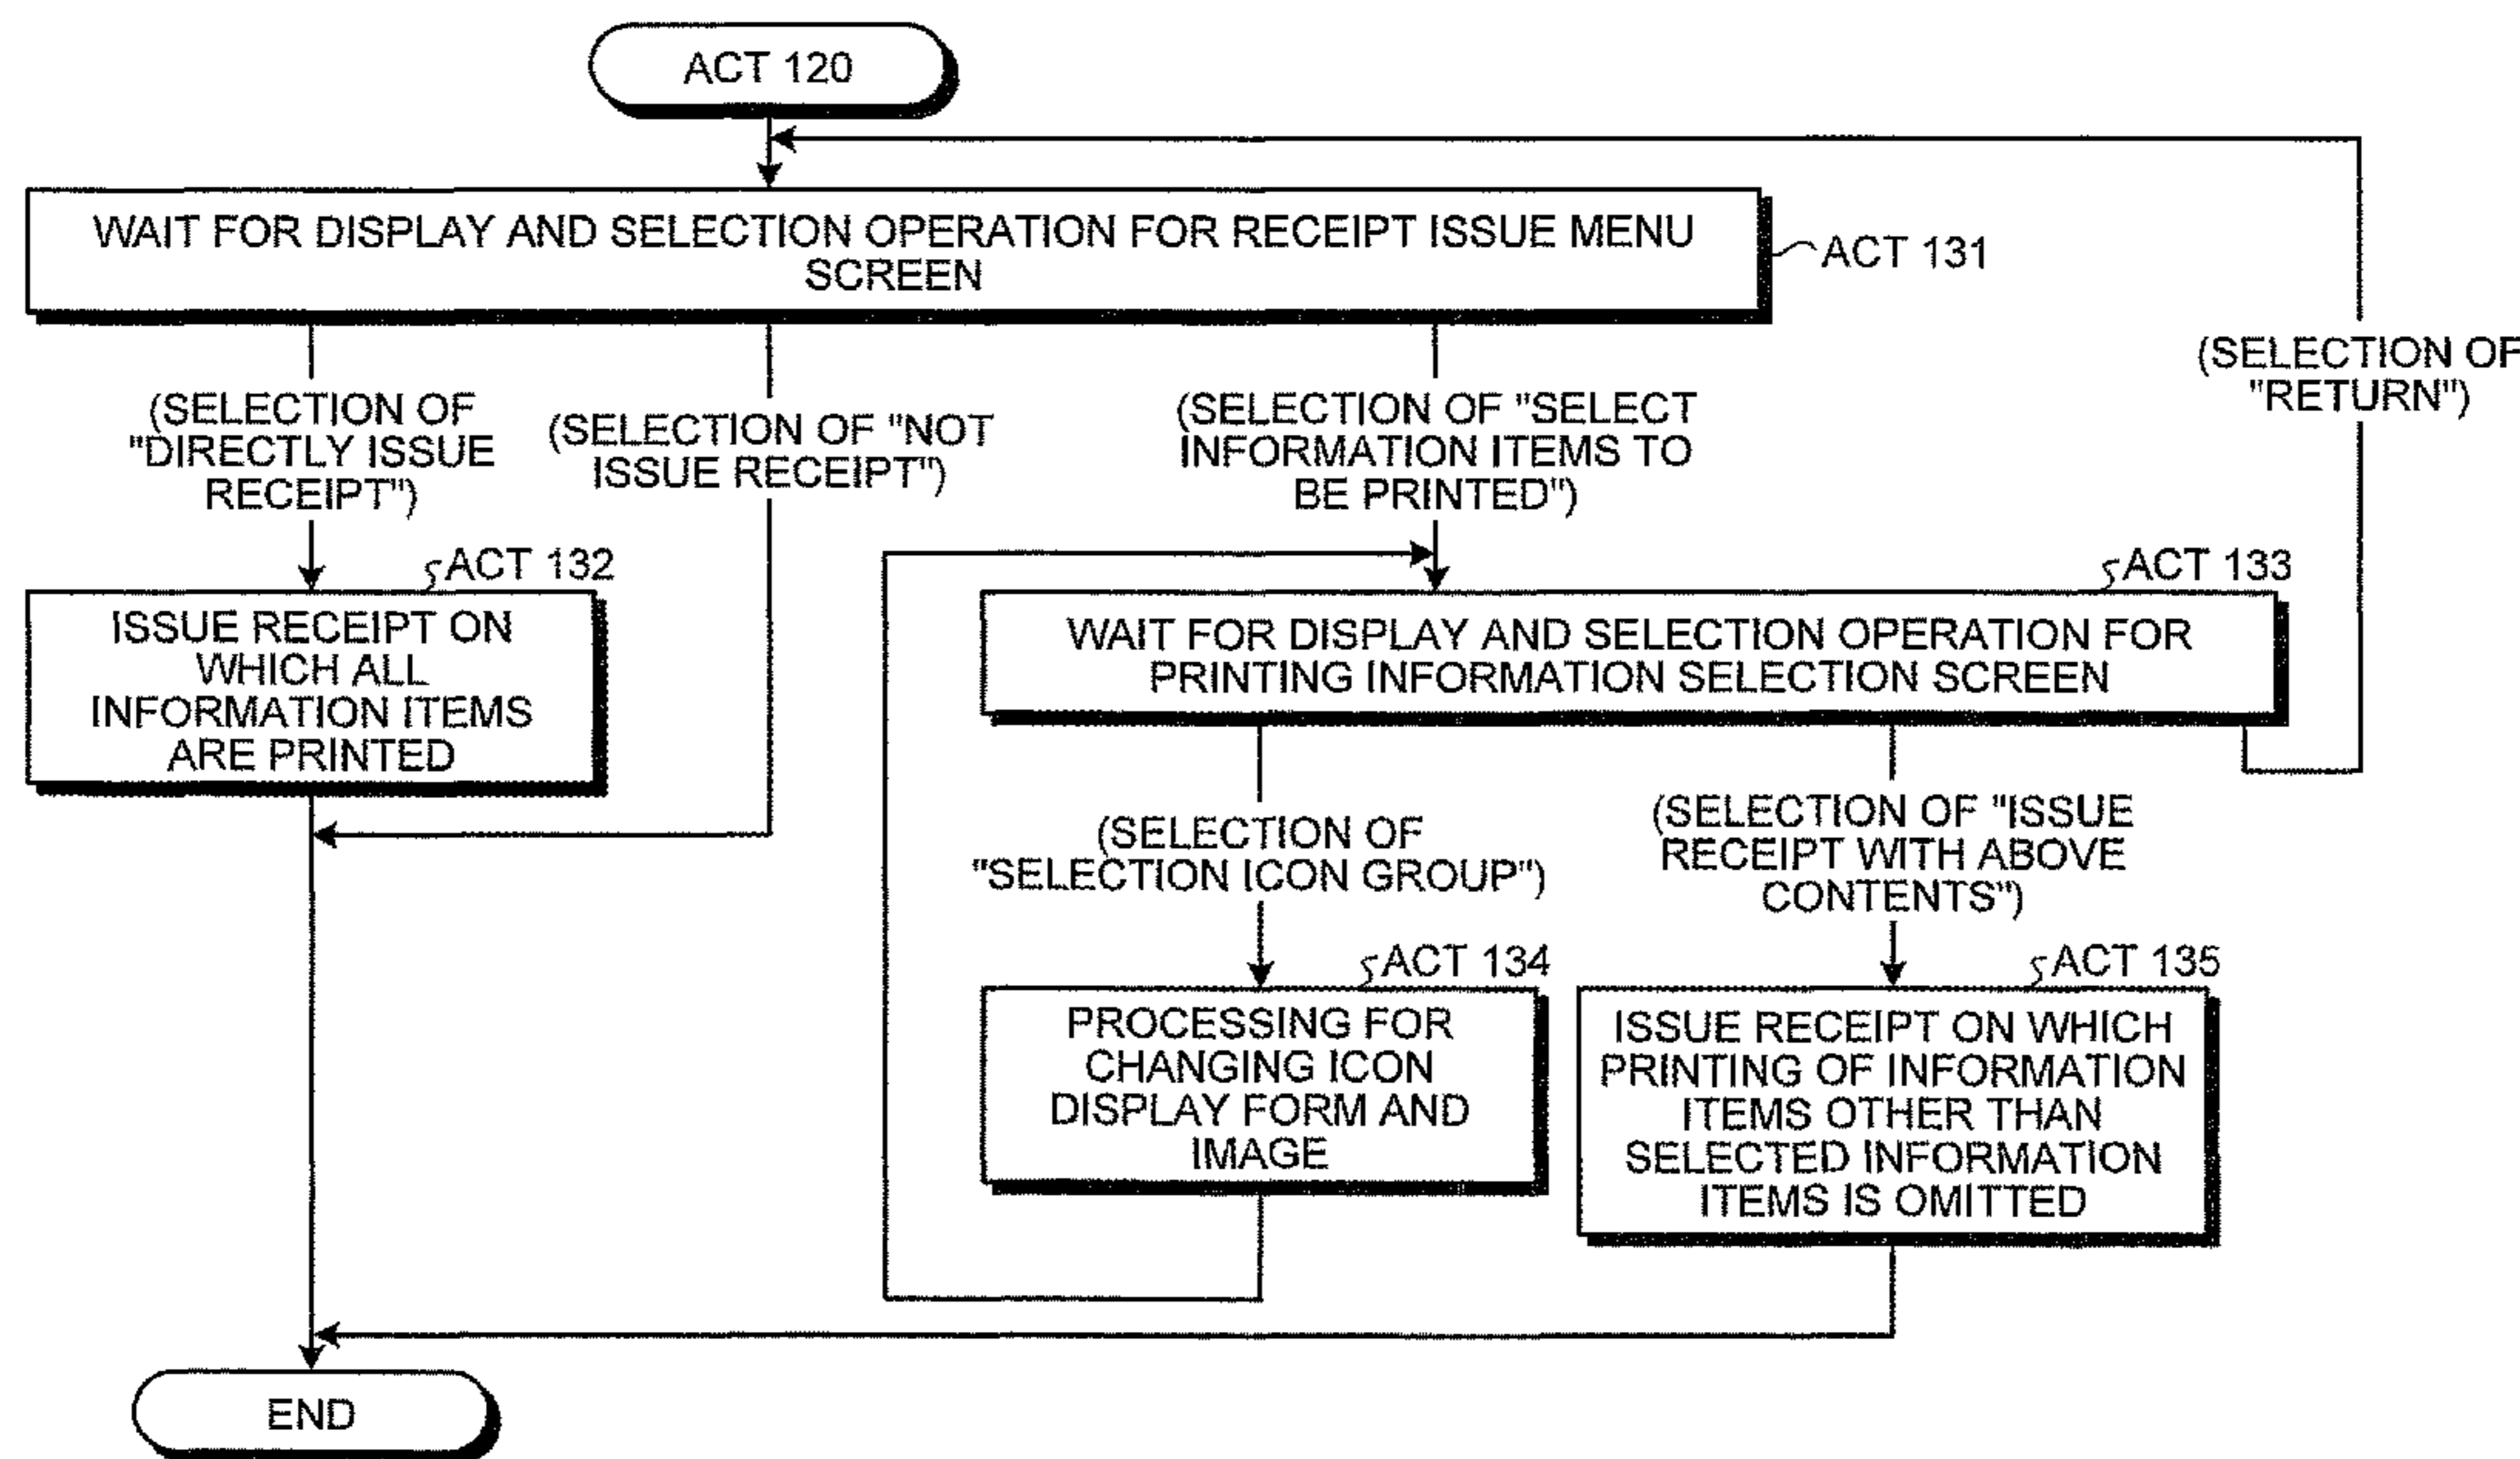 ACT 120
WAIT FOR DISPLAY AND SELECTION OPERATION FOR RECEIPT ISSUE MENU
SCREEN
ACT 131
(SELECTION OF
"DIRECTLY ISSUE
RECEIPT")
(SELECTION OF "NOT
ISSUE RECEIPT")
(SELECTION OF "SELECT
INFORMATION ITEMS TO
BE PRINTED")
(SELECTION OF
"RETURN")
ACT 132
ISSUE RECEIPT ON
WHICH ALL
INFORMATION ITEMS
ARE PRINTED
ACT 133
WAIT FOR DISPLAY AND SELECTION OPERATION FOR
PRINTING INFORMATION SELECTION SCREEN
(SELECTION OF
"SELECTION ICON GROUP")
(SELECTION OF "ISSUE
RECEIPT WITH ABOVE
CONTENTS")
ACT 134
PROCESSING FOR
CHANGING ICON
DISPLAY FORM AND
IMAGE
ACT 135
ISSUE RECEIPT ON WHICH
PRINTING OF INFORMATION
ITEMS OTHER THAN
SELECTED INFORMATION
ITEMS IS OMITTED
END